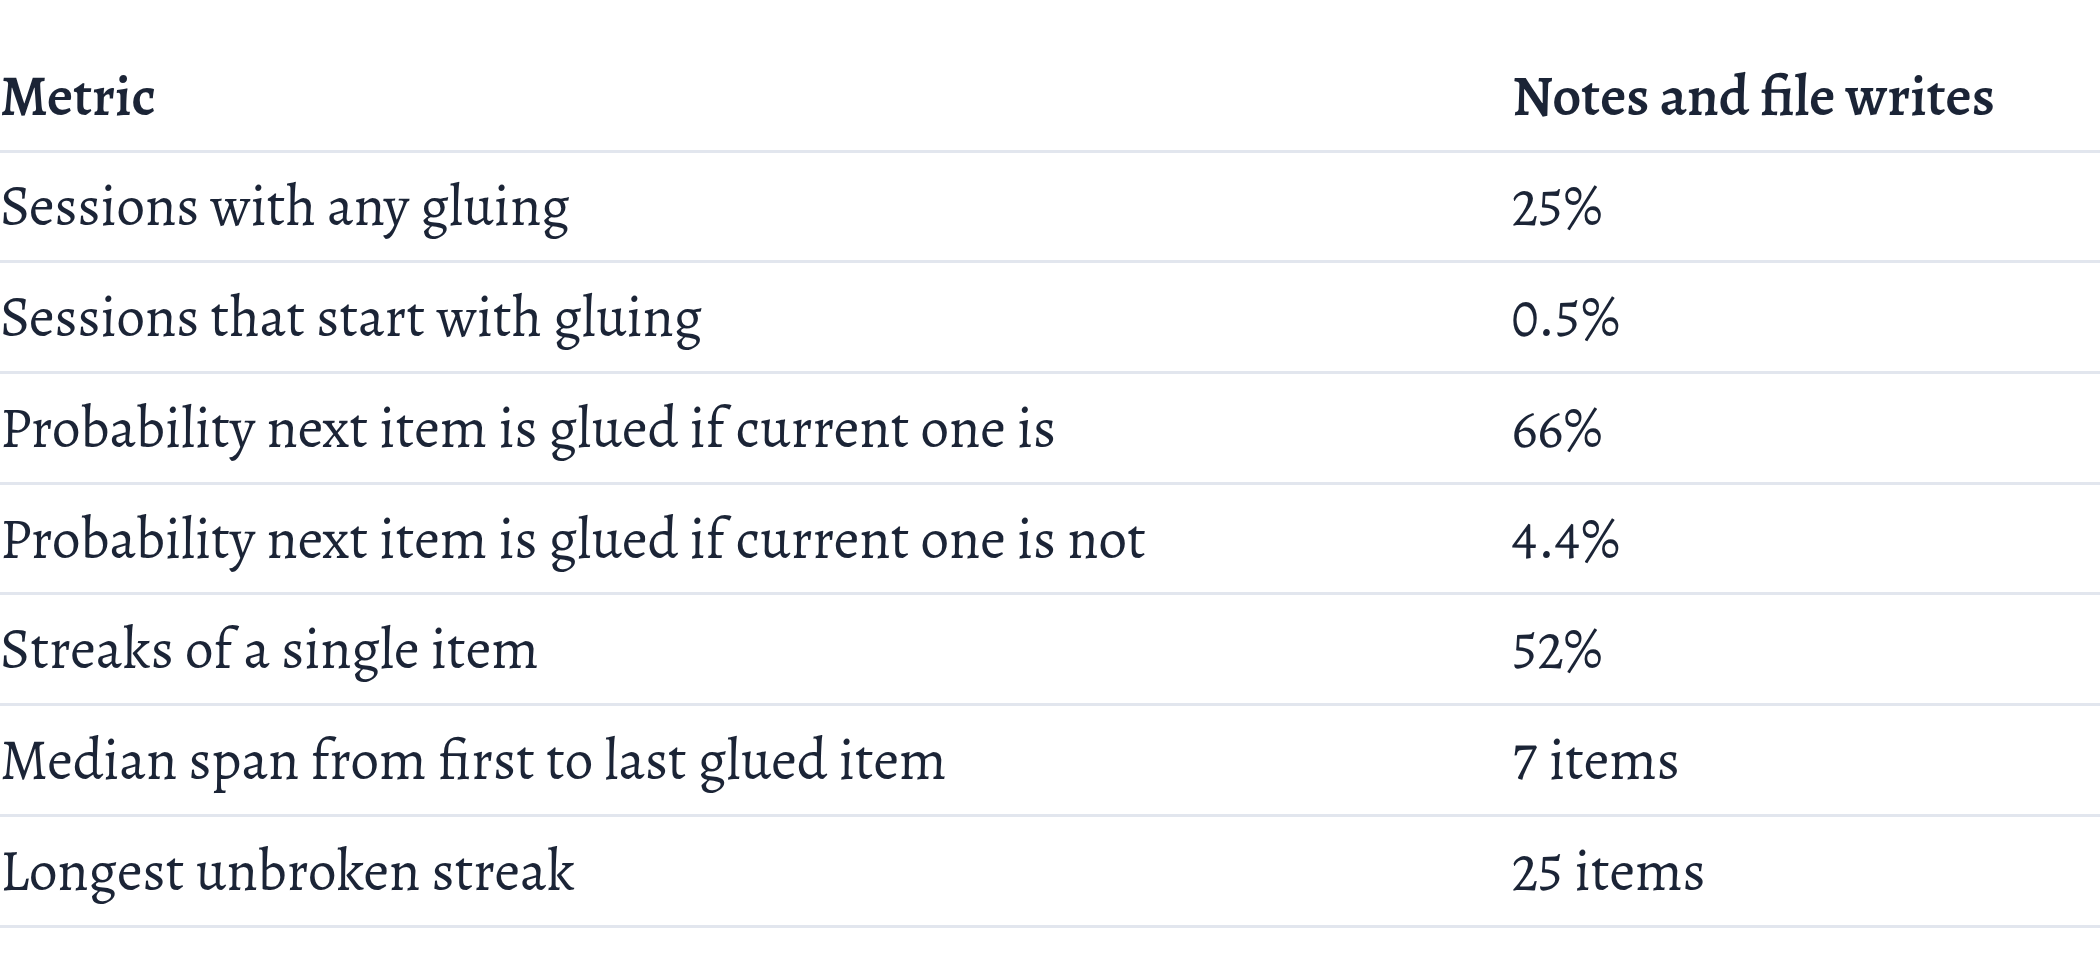 Metric Notes and file writes
Sessions with any gluing 25%
Sessions that start with gluing 0.5%
Probability next item is glued if current one is 66%
Probability next item is glued if current one is not 4.4%
Streaks of a single item 52%
Median span from first to last glued item 7 items
Longest unbroken streak 25 items